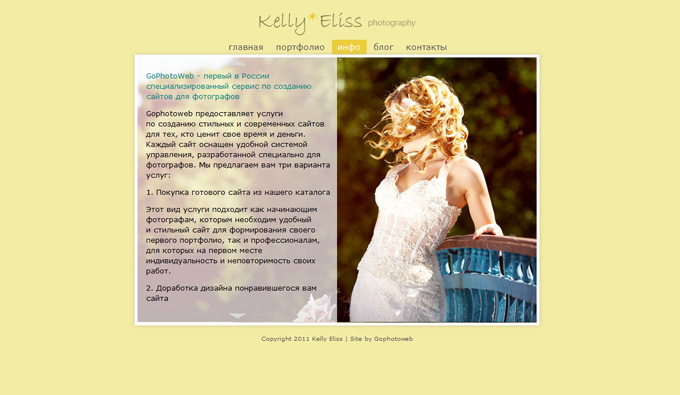 Kelly*Eliss photography
главная портфолио инфо блог контакты
GoPhotoWeb - первый в России
специализированный сервис по созданию
сайтов для фотографов
Gophotoweb предоставляет услуги
по созданию стильных и современных сайтов
для тех, кто ценит свое время и деньги.
Каждый сайт оснащен удобной системой
управления, разработанной специально для
фотографов. Мы предлагаем вам три варианта
услуг:
1. Покупка готового сайта из нашего каталога
Этот вид услуги подходит как начинающим
фотографам, которым необходим удобный
и стильный сайт для формирования своего
первого портфолио, так и профессионалам,
для которых на первом месте
индивидуальность и неповторимость своих
работ.
2. Доработка дизайна понравившегося вам
сайта
Copyright 2011 Kelly Eliss | Site by Gophotoweb